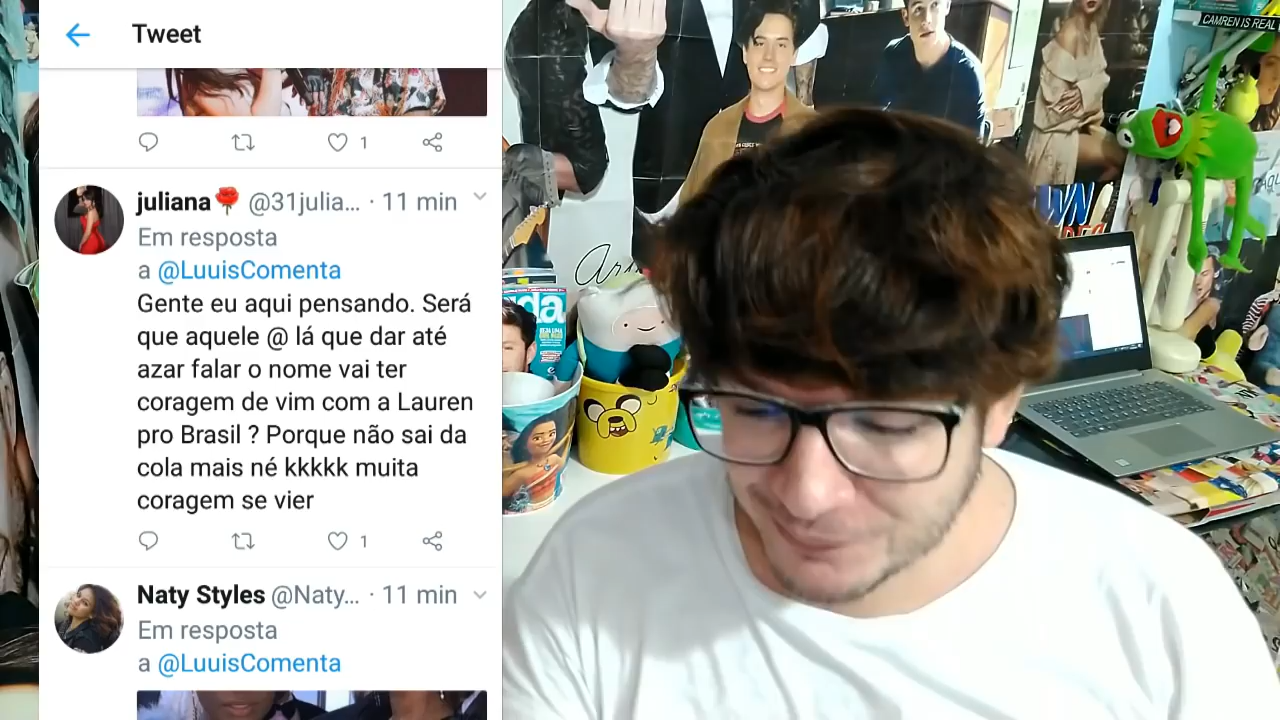 Tweet
1
juliana🌹 @31julia... · 11 min
Em resposta
a @LuuisComenta
Gente eu aqui pensando. Será
que aquele @ lá que dar até
azar falar o nome vai ter
coragem de vim com a Lauren
pro Brasil ? Porque não sai da
cola mais né kkkkk muita
coragem se vier
1
Naty Styles @Naty... · 11 min
Em resposta
a @LuuisComenta
CAMREN IS REAL